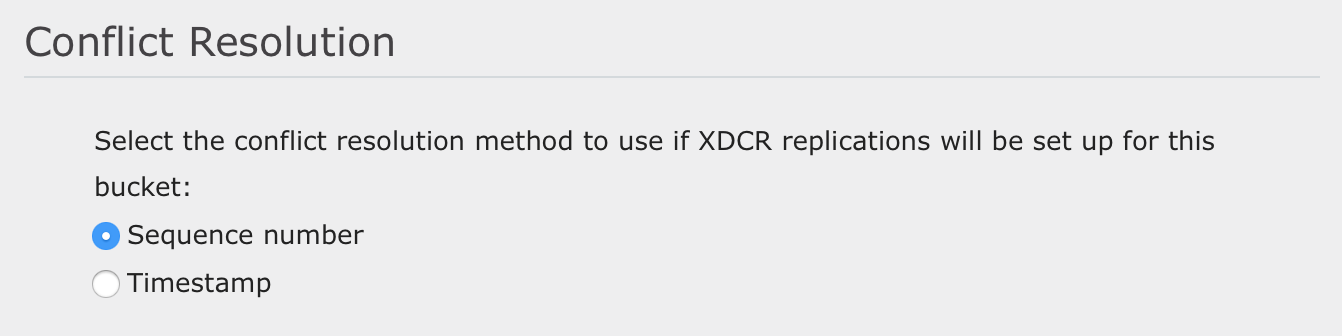 Conflict Resolution
Select the conflict resolution method to use if XDCR replications will be set up for this
bucket:
Sequence number
Timestamp